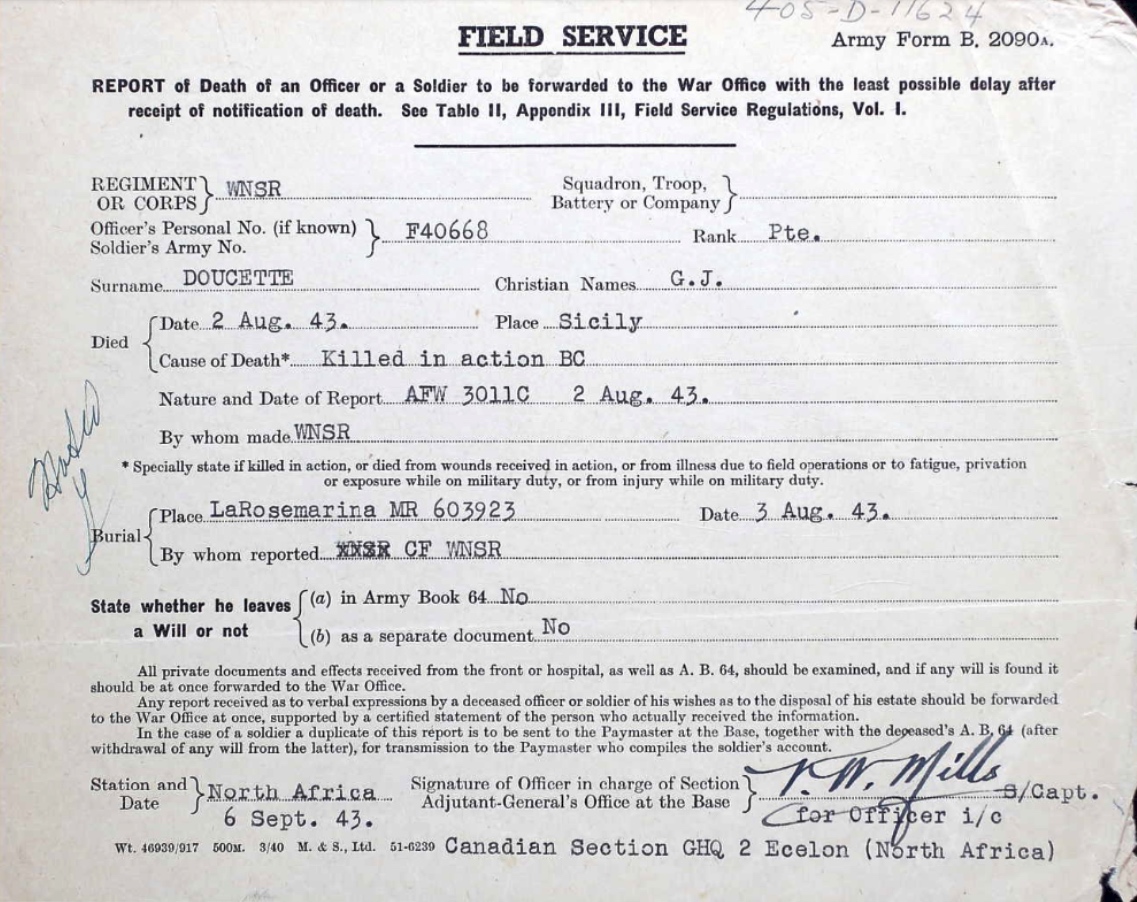 405-D-11624
FIELD SERVICE
Army Form B. 2090A.
REPORT of Death of an Officer or a Soldier to be forwarded to the War Office with the least possible delay after
receipt of notification of death. See Table II, Appendix III, Field Service Regulations, Vol. I.
REGIMENT OR CORPS } WNSR Squadron, Troop, Battery or Company }
Officer's Personal No. (if known) Soldier's Army No. } F40668 Rank Pte.
Surname DOUCETTE Christian Names G.J.
Died { Date 2 Aug. 43. Place Sicily
Cause of Death* Killed in action BC
Nature and Date of Report AFW 3011C 2 Aug. 43.
By whom made WNSR
* Specially state if killed in action, or died from wounds received in action, or from illness due to field operations or to fatigue, privation
or exposure while on military duty, or from injury while on military duty.
Burial { Place LaRosemarina MR 603923 Date 3 Aug. 43.
By whom reported WNSR CF WNSR
State whether he leaves a Will or not { (a) in Army Book 64 No
(b) as a separate document No
All private documents and effects received from the front or hospital, as well as A. B. 64, should be examined, and if any will is found it
should be at once forwarded to the War Office.
Any report received as to verbal expressions by a deceased officer or soldier of his wishes as to the disposal of his estate should be forwarded
to the War Office at once, supported by a certified statement of the person who actually received the information.
In the case of a soldier a duplicate of this report is to be sent to the Paymaster at the Base, together with the deceased's A. B. 64 (after
withdrawal of any will from the latter), for transmission to the Paymaster who compiles the soldier's account.
Station and Date } North Africa Signature of Officer in charge of Section Adjutant-General's Office at the Base } Mills S/Capt.
6 Sept. 43. for Officer i/c
Wt. 46939/917 500M. 3/40 M. & S., Ltd. 51-6239 Canadian Section GHQ 2 Ecelon (North Africa)